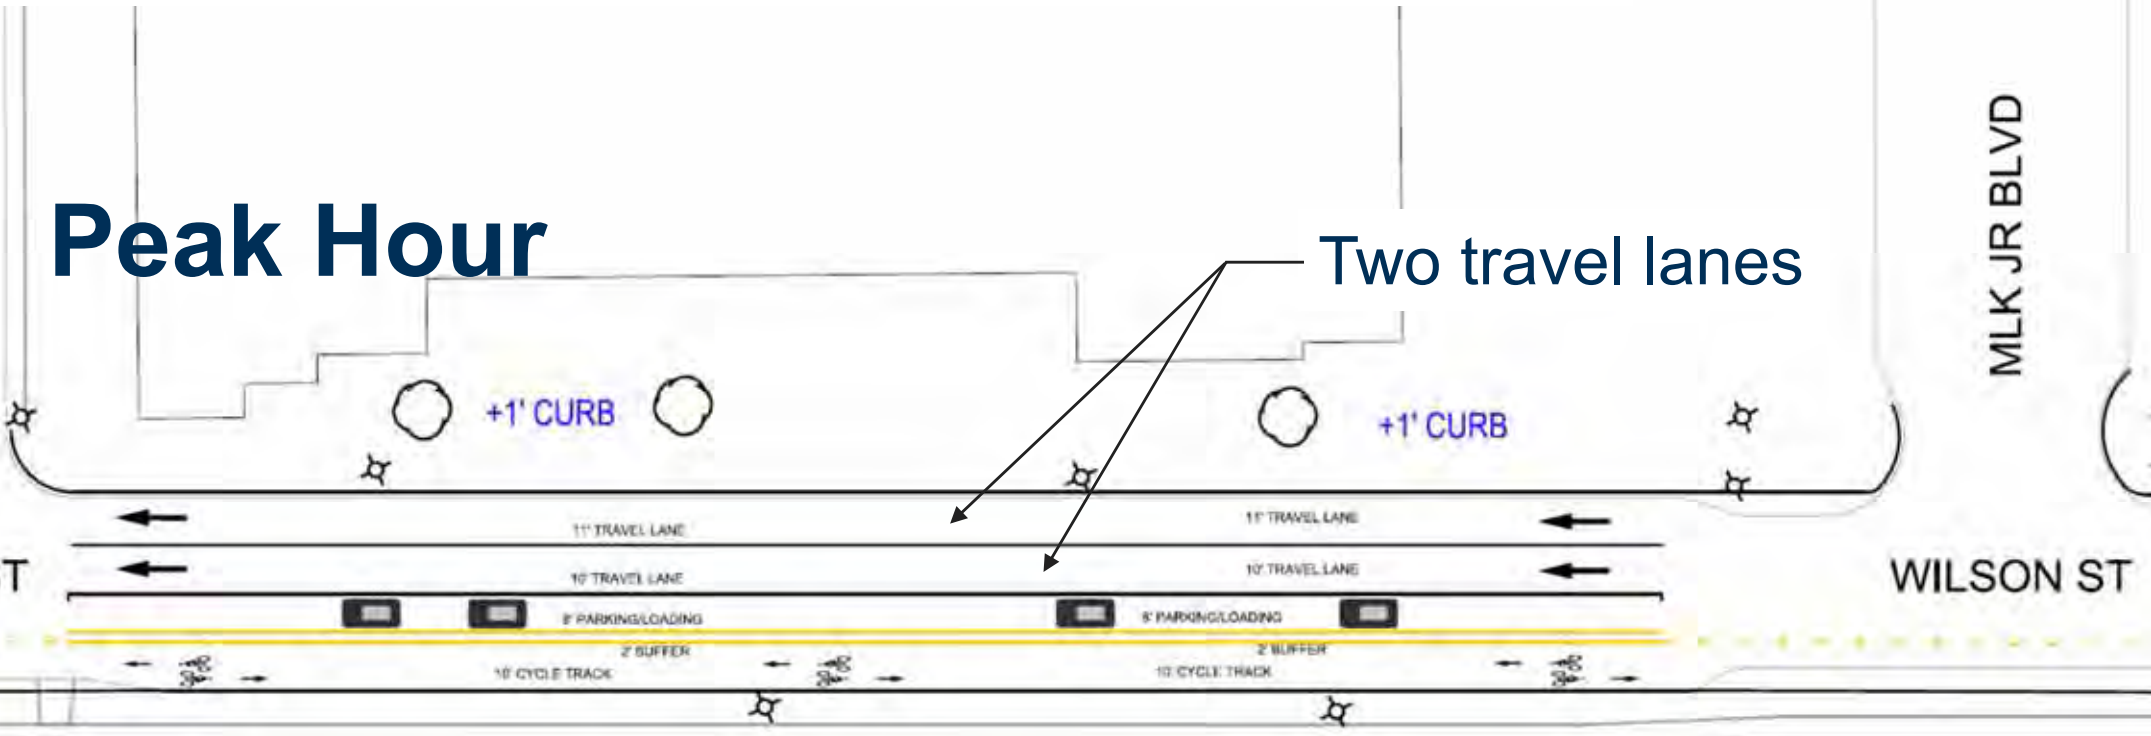 MLK JR BLVD
Peak Hour
Two travel lanes
+1' CURB
+1' CURB
11' TRAVEL LANE
11' TRAVEL LANE
10' TRAVEL LANE
10' TRAVEL LANE
T
WILSON ST
8' PARKING/LOADING
8' PARKING/LOADING
2' BUFFER
2' BUFFER
10' CYCLE TRACK
10' CYCLE TRACK